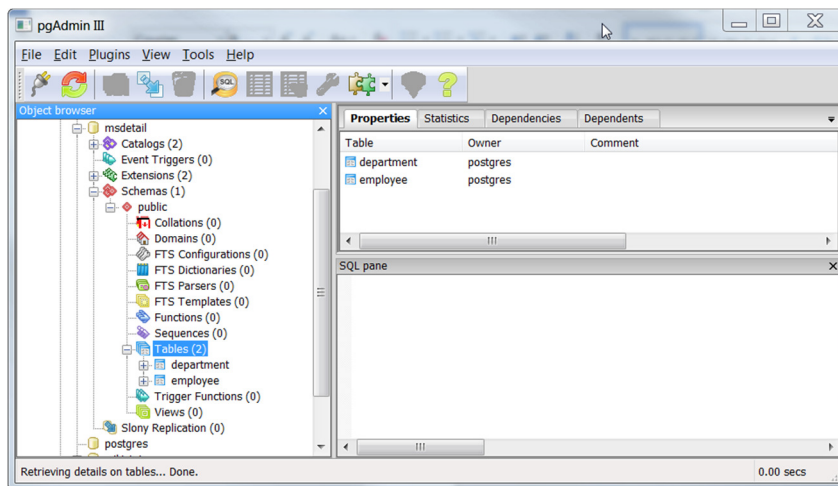 pgAdmin III
File Edit Plugins View Tools Help
SQL
Object browser
msdetail
Catalogs (2)
Event Triggers (0)
Extensions (2)
Schemas (1)
public
Collations (0)
Domains (0)
FTS Configurations (0)
FTS Dictionaries (0)
FTS Parsers (0)
FTS Templates (0)
Functions (0)
Sequences (0)
Tables (2)
department
employee
Trigger Functions (0)
Views (0)
Slony Replication (0)
postgres
Properties Statistics Dependencies Dependents
Table Owner Comment
department postgres
employee postgres
SQL pane
Retrieving details on tables... Done.
0.00 secs